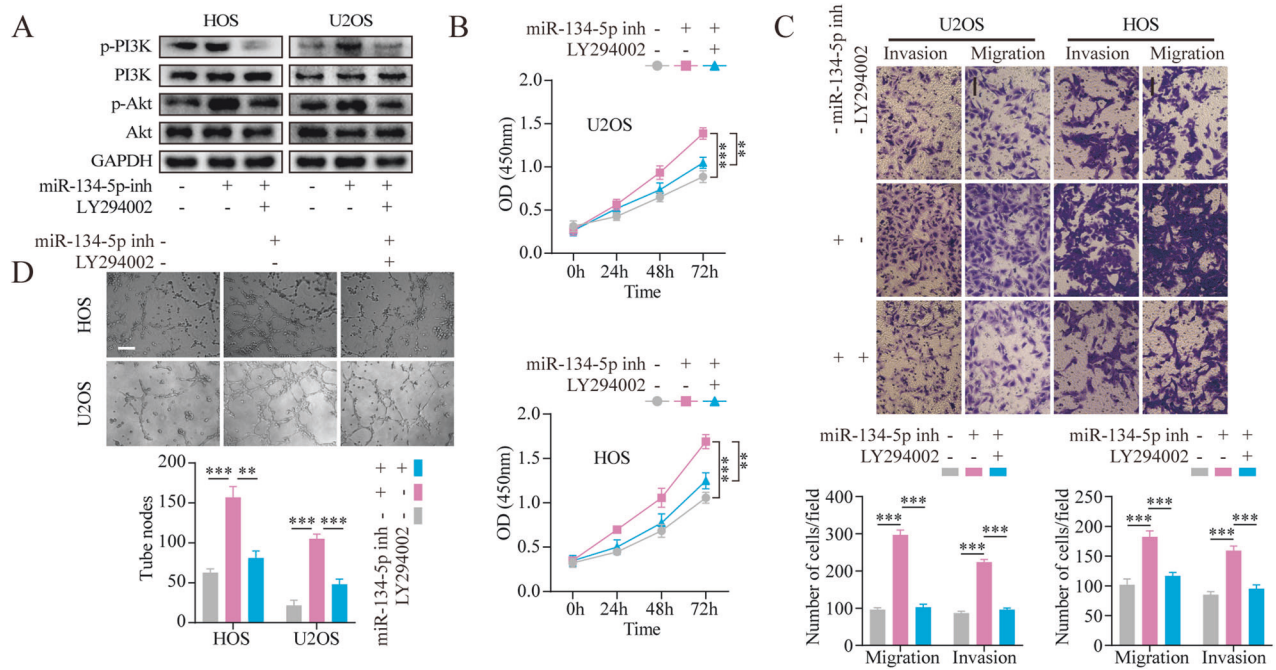 A
HOS U2OS
p-PI3K
PI3K
p-Akt
Akt
GAPDH
miR-134-5p-inh - + + - + +
LY294002 - - + - - +
B
miR-134-5p inh - + +
LY294002 - - +
U2OS
OD (450nm)
2.0
1.5
1.0
0.5
0.0
*** **
0h 24h 48h 72h
Time
miR-134-5p inh - + +
LY294002 - - +
HOS
OD (450nm)
2.0
1.5
1.0
0.5
0.0
*** **
0h 24h 48h 72h
Time
C
U2OS HOS
Invasion Migration Invasion Migration
miR-134-5p inh - + +
LY294002 - - +
miR-134-5p inh - + +
LY294002 - - +
Number of cells/field
400
300
200
100
0
*** *** *** ***
Migration Invasion
miR-134-5p inh - + +
LY294002 - - +
Number of cells/field
250
200
150
100
50
0
*** *** *** ***
Migration Invasion
D
miR-134-5p inh - + +
LY294002 - - +
HOS
U2OS
Tube nodes
200
150
100
50
0
*** ** *** ***
HOS U2OS
miR-134-5p inh - + +
LY294002 - - +